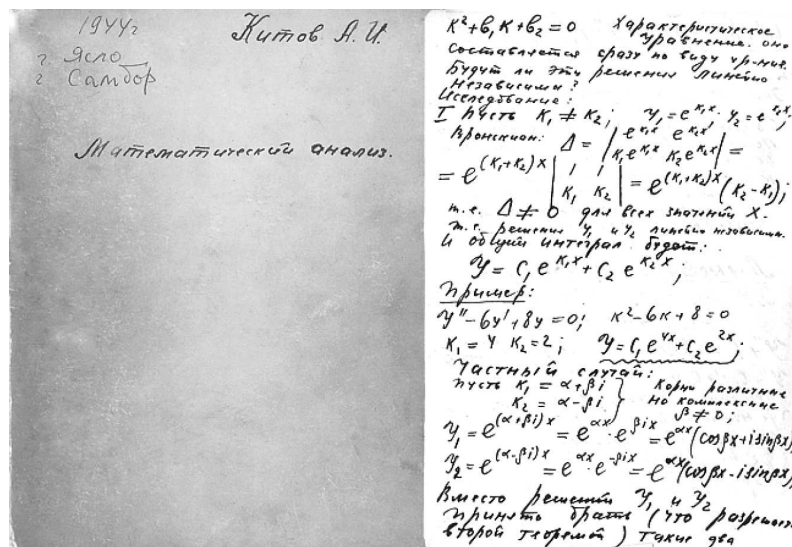 1944г
Китов А. И.
г. Ясло
г. Самбор
Математический анализ.
K² + b₁K + b₂ = 0 Характеристическое
уравнение. оно
составляется сразу по виду ур-ния.
Будут ли эти решения линейно
независимы?
Исследование:
I Пусть K₁ ≠ K₂; y₁ = e^{K₁x}; y₂ = e^{K₂x};
Вронскиан: Δ = | e^{K₁x} e^{K₂x} |
| K₁e^{K₁x} K₂e^{K₂x} | =
= e^{(K₁+K₂)x} | 1 1 |
| K₁ K₂ | = e^{(K₁+K₂)x}(K₂-K₁);
т.е. Δ ≠ 0 для всех значений X.
т.е. решения y₁ и y₂ линейно независимы.
и общий интеграл будет:
y = C₁e^{K₁x} + C₂e^{K₂x};
Пример:
y'' - 6y' + 8y = 0; K² - 6K + 8 = 0
K₁ = 4 K₂ = 2; y = C₁e^{4x} + C₂e^{2x};
Частный случай:
пусть K₁ = α + βi } Корни различные
K₂ = α - βi } но комплексные
β ≠ 0;
y₁ = e^{(α+βi)x} = e^{αx} · e^{βix} = e^{αx}(cosβx + i sinβx)
y₂ = e^{(α-βi)x} = e^{αx} · e^{-βix} = e^{αx}(cosβx - i sinβx)
Вместо решений y₁ и y₂
принято брать (что разрешено
второй теоремой) такие два